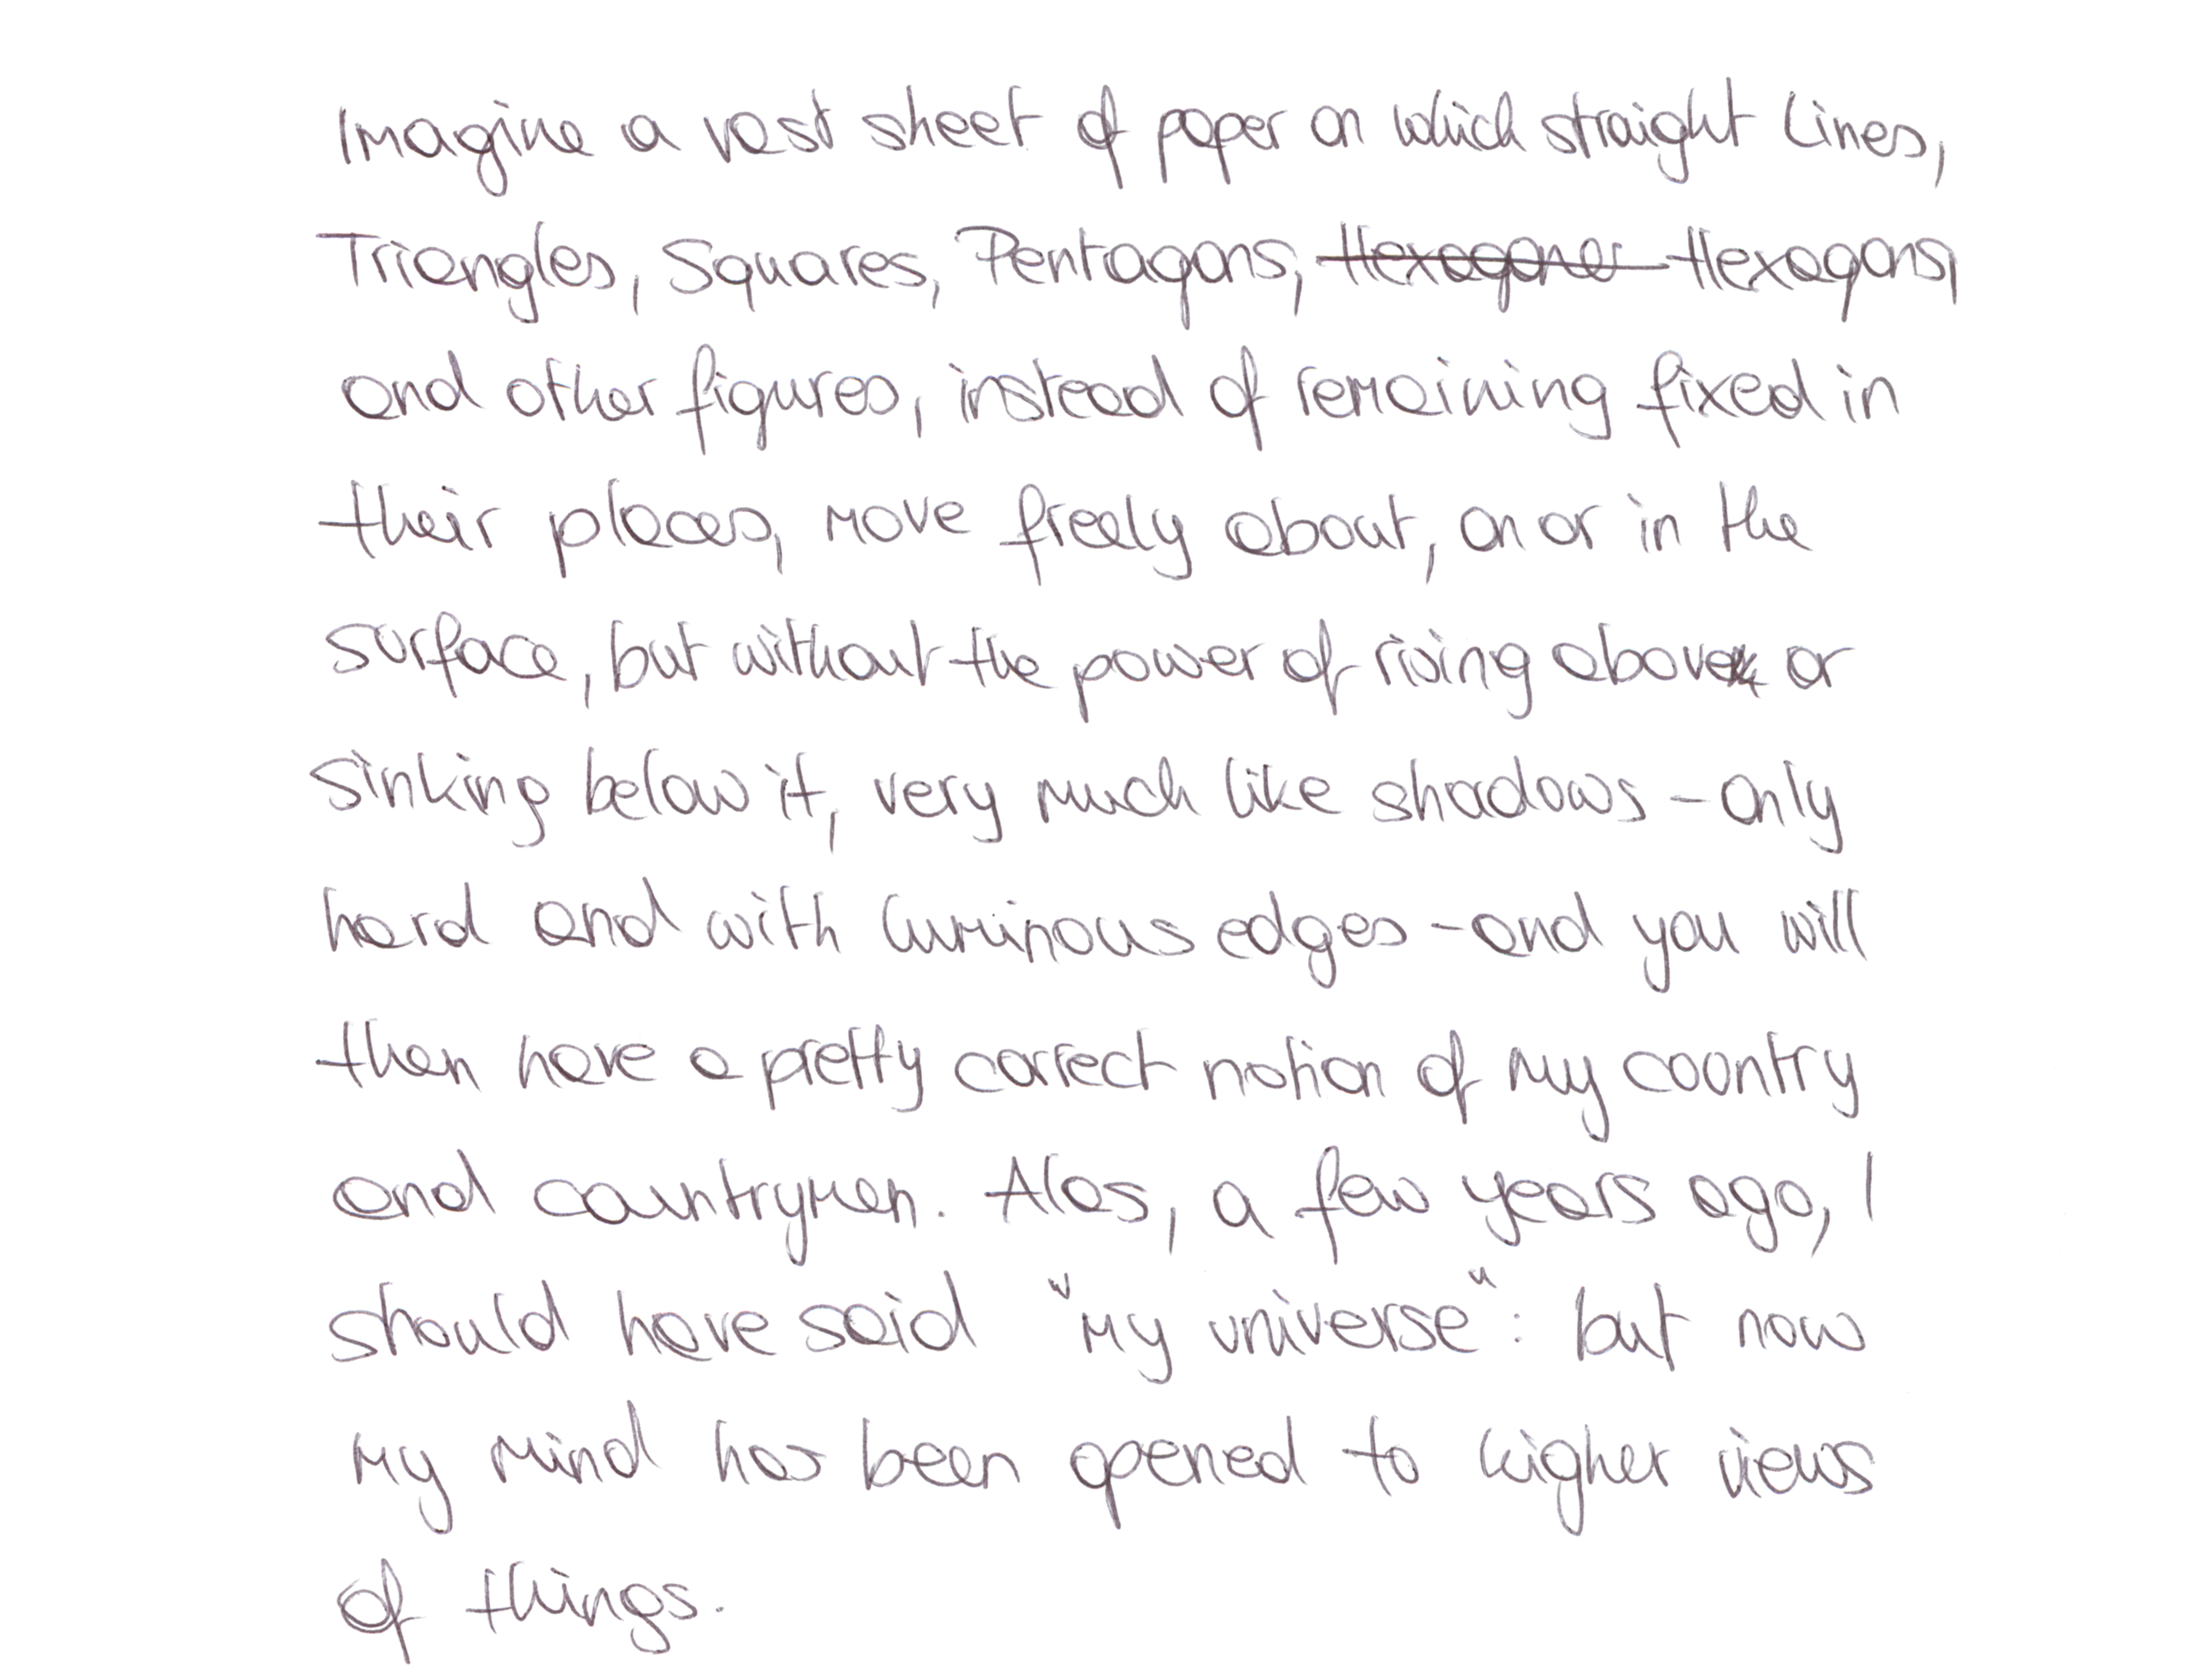 Imagine a vast sheet of paper on which straight Lines,
Triangles, Squares, Pentagons, ~~Hexagones~~ Hexagons,
and other figures, instead of remaining fixed in
their places, move freely about, on or in the
surface, but without the power of rising above or
sinking below it, very much like shadows - only
hard and with luminous edges - and you will
then have a pretty correct notion of my country
and countrymen. Alas, a few years ago, I
should have said "my universe": but now
my mind has been opened to higher views
of things.